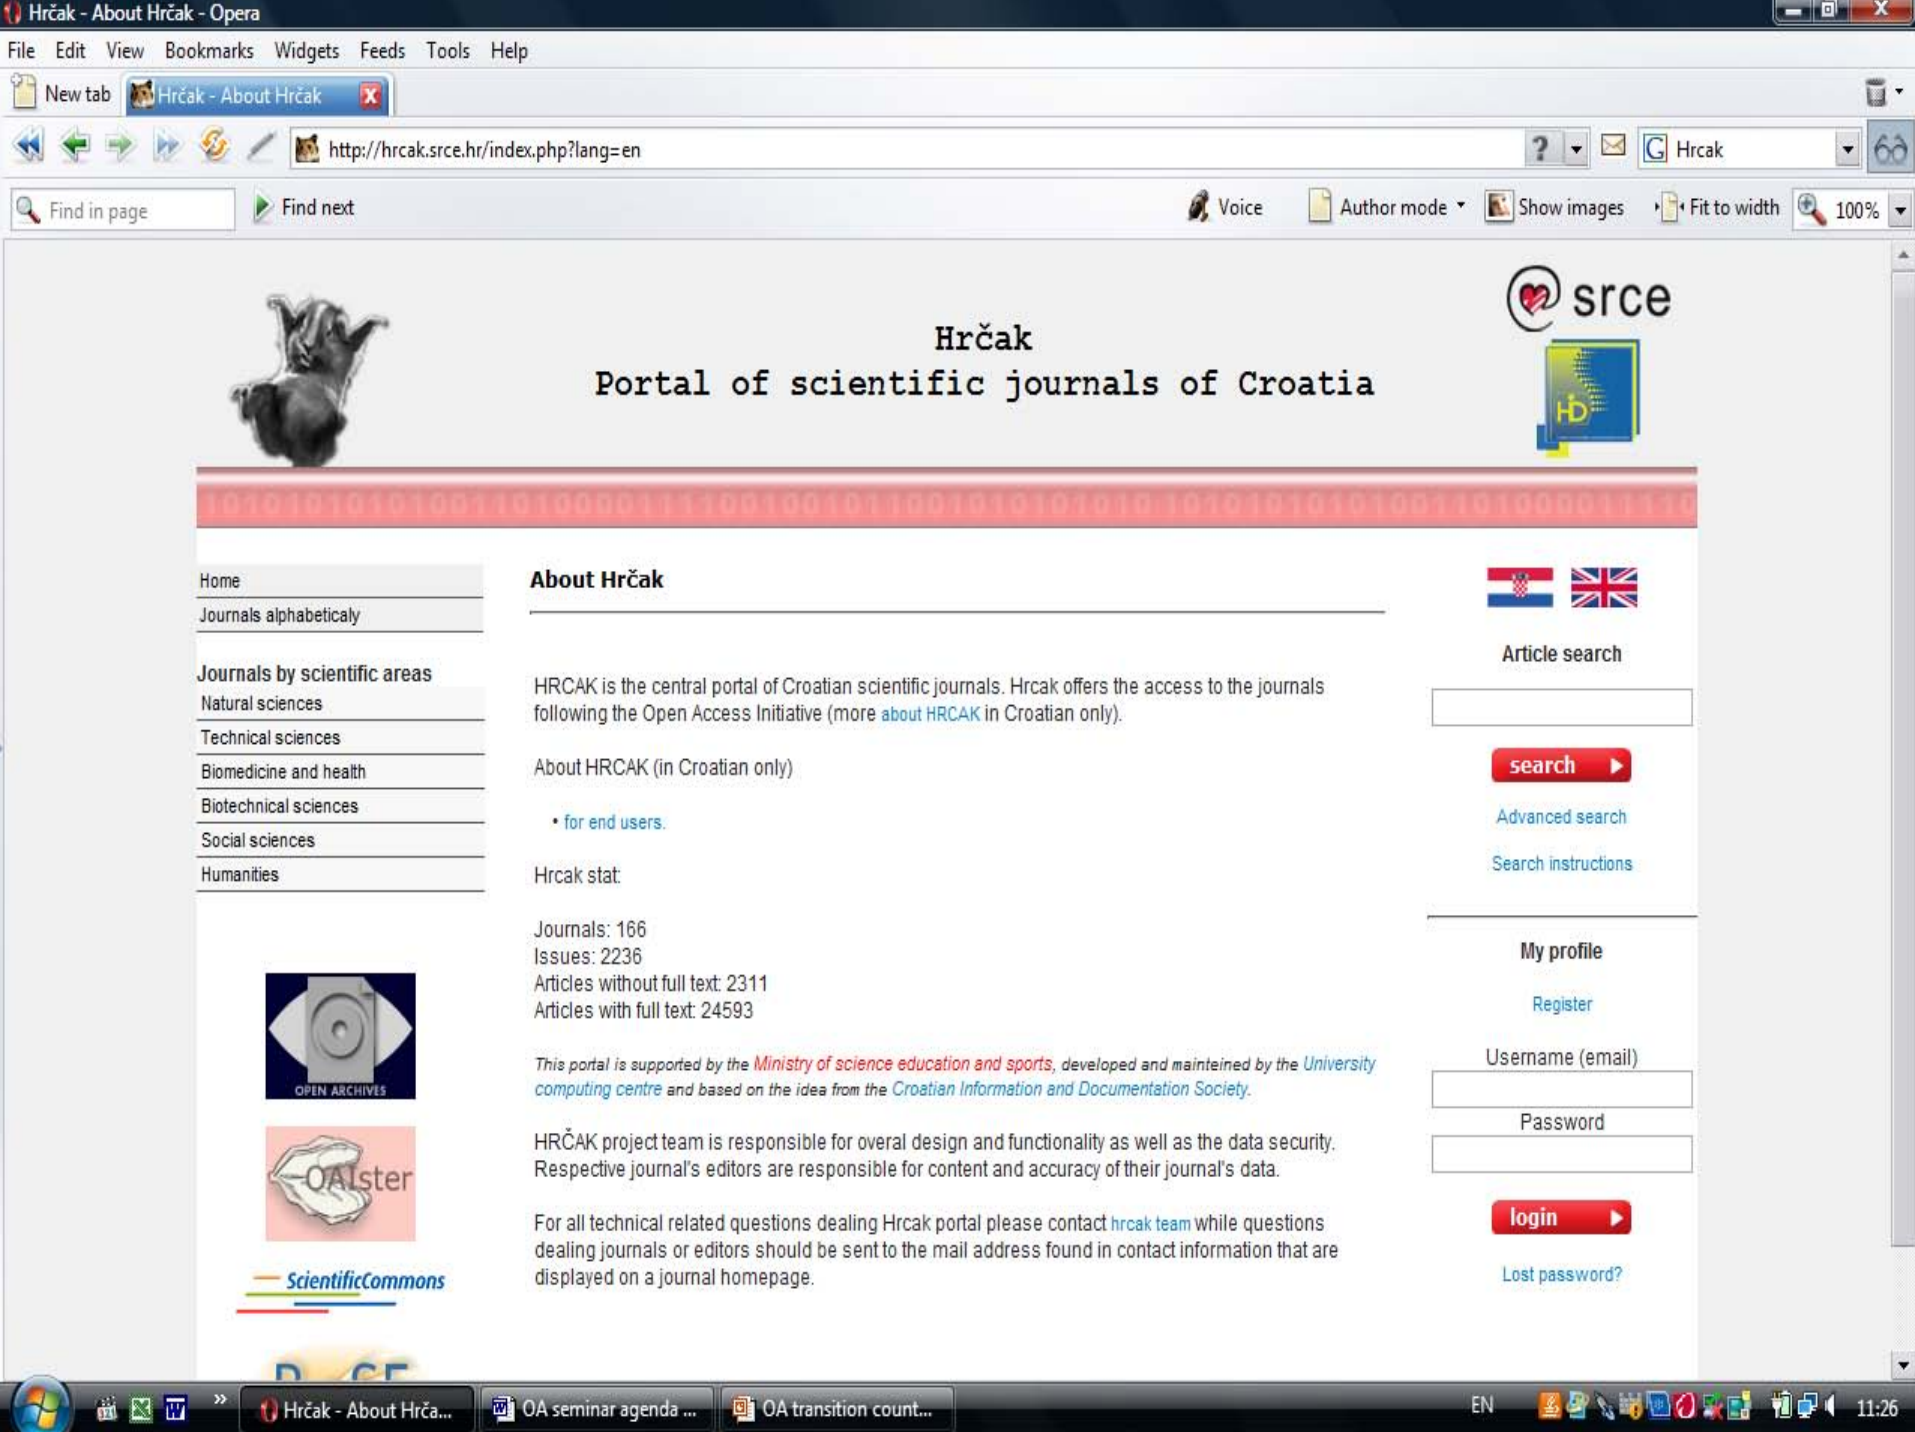 Hrčak - About Hrčak - Opera
File Edit View Bookmarks Widgets Feeds Tools Help
New tab Hrčak - About Hrčak
http://hrcak.srce.hr/index.php?lang=en ? G Hrcak
Find in page Find next Voice Author mode Show images Fit to width 100%
@ srce
Hrčak
Portal of scientific journals of Croatia
HID
Home
Journals alphabeticaly
Journals by scientific areas
Natural sciences
Technical sciences
Biomedicine and health
Biotechnical sciences
Social sciences
Humanities
OPEN ARCHIVES
OAIster
ScientificCommons
About Hrčak
HRCAK is the central portal of Croatian scientific journals. Hrcak offers the access to the journals
following the Open Access Initiative (more about HRCAK in Croatian only).
About HRCAK (in Croatian only)
• for end users.
Hrcak stat:
Journals: 166
Issues: 2236
Articles without full text: 2311
Articles with full text: 24593
This portal is supported by the Ministry of science education and sports, developed and mainteined by the University
computing centre and based on the idea from the Croatian Information and Documentation Society.
HRČAK project team is responsible for overal design and functionality as well as the data security.
Respective journal's editors are responsible for content and accuracy of their journal's data.
For all technical related questions dealing Hrcak portal please contact hrcak team while questions
dealing journals or editors should be sent to the mail address found in contact information that are
displayed on a journal homepage.
Article search
search
Advanced search
Search instructions
My profile
Register
Username (email)
Password
login
Lost password?
» Hrčak - About Hrča... OA seminar agenda ... OA transition count... EN 11:26